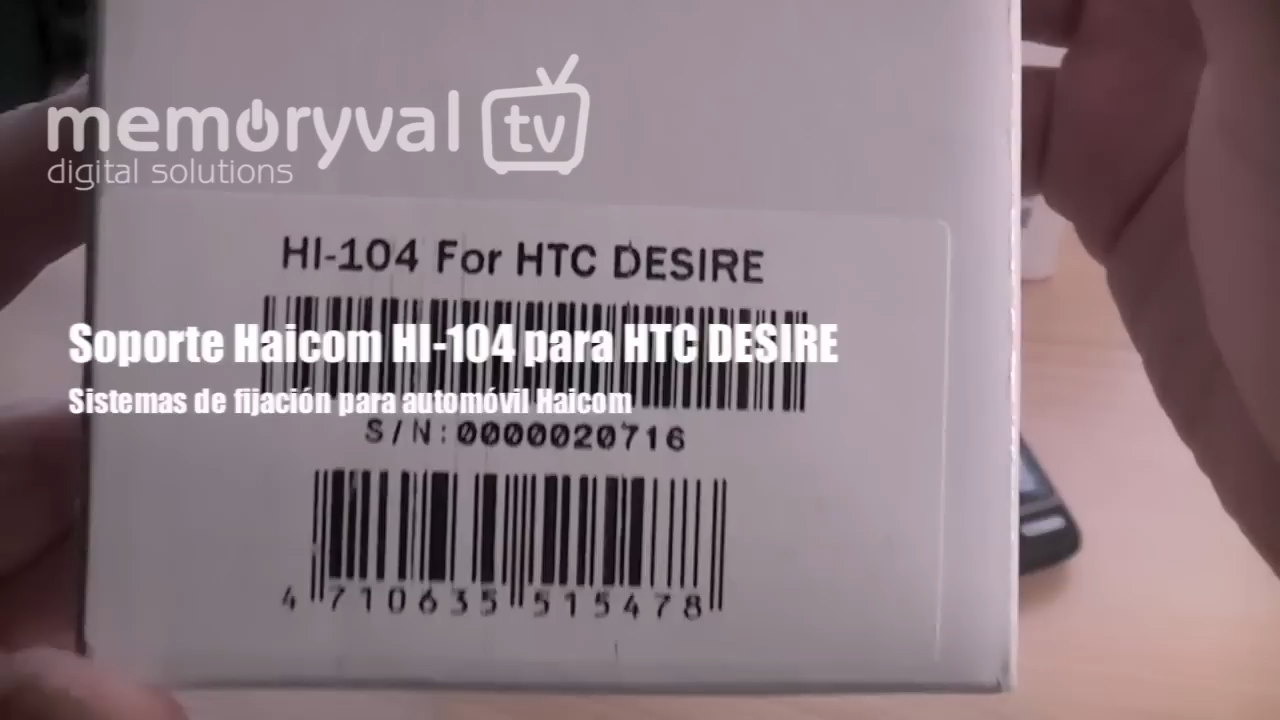 memoryval tv
digital solutions
HI-104 For HTC DESIRE
Soporte Haicom HI-104 para HTC DESIRE
Sistemas de fijación para automóvil Haicom
S/N:0000020716
4 710635 515478